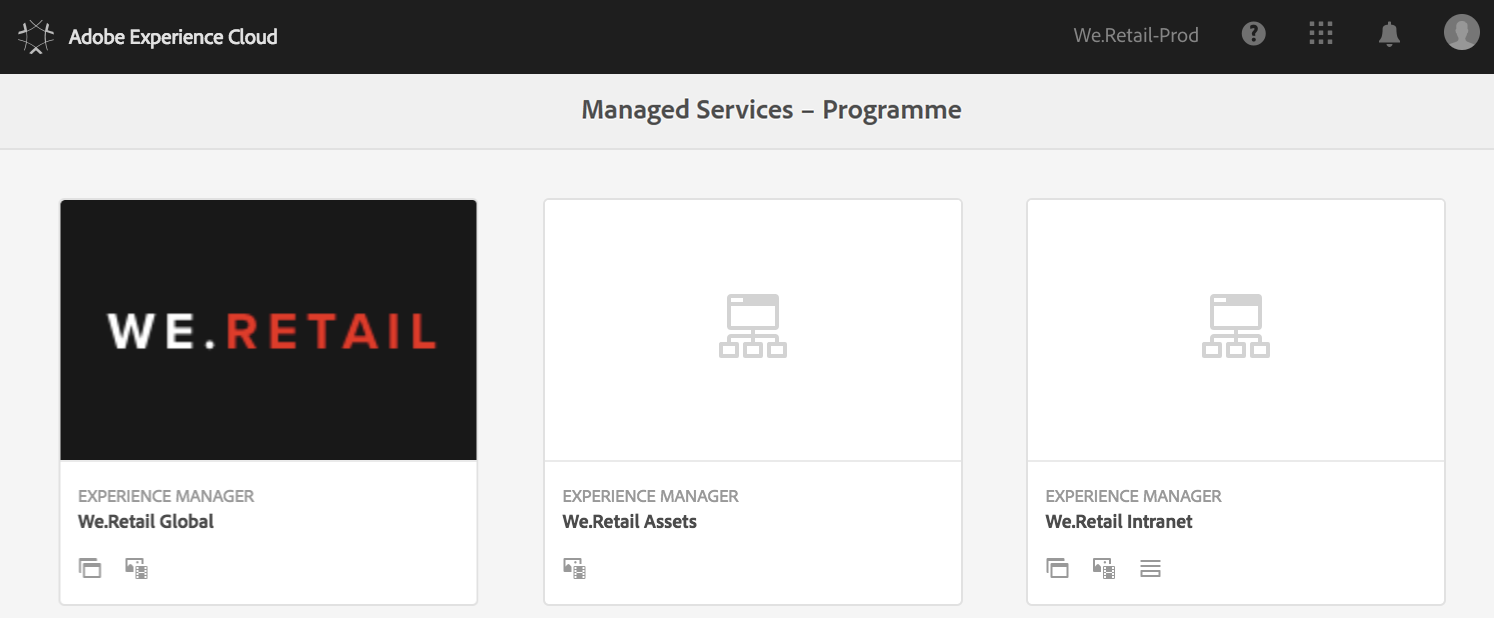 Adobe Experience Cloud
We.Retail-Prod
?
Managed Services – Programme
WE.RETAIL
EXPERIENCE MANAGER
We.Retail Global
EXPERIENCE MANAGER
We.Retail Assets
EXPERIENCE MANAGER
We.Retail Intranet